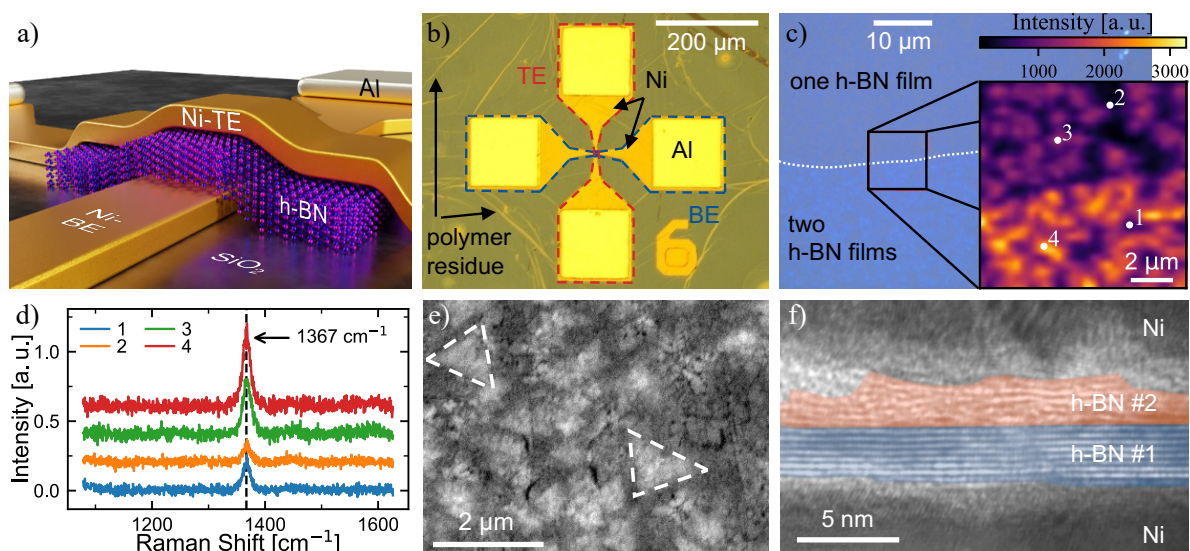 a)
Al
Ni-TE
Ni-
BE
h-BN
SiO₂
b)
200 µm
TE
Ni
Al
BE
polymer
residue
6
c)
10 µm
Intensity [a. u.]
1000
2000
3000
one h-BN film
two
h-BN films
2
3
1
4
2 µm
d)
1
2
3
4
1367 cm⁻¹
Intensity [a. u.]
1.0
0.5
0.0
1200
1400
1600
Raman Shift [cm⁻¹]
e)
2 µm
f)
Ni
h-BN #2
h-BN #1
5 nm
Ni